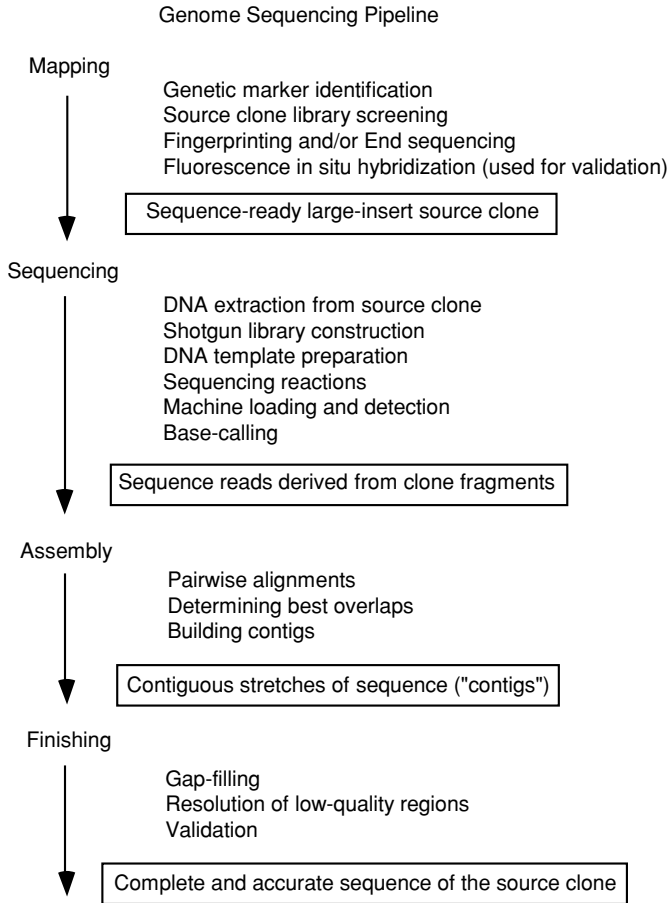 Genome Sequencing Pipeline
Mapping
Genetic marker identification
Source clone library screening
Fingerprinting and/or End sequencing
Fluorescence in situ hybridization (used for validation)
Sequence-ready large-insert source clone
Sequencing
DNA extraction from source clone
Shotgun library construction
DNA template preparation
Sequencing reactions
Machine loading and detection
Base-calling
Sequence reads derived from clone fragments
Assembly
Pairwise alignments
Determining best overlaps
Building contigs
Contiguous stretches of sequence ("contigs")
Finishing
Gap-filling
Resolution of low-quality regions
Validation
Complete and accurate sequence of the source clone